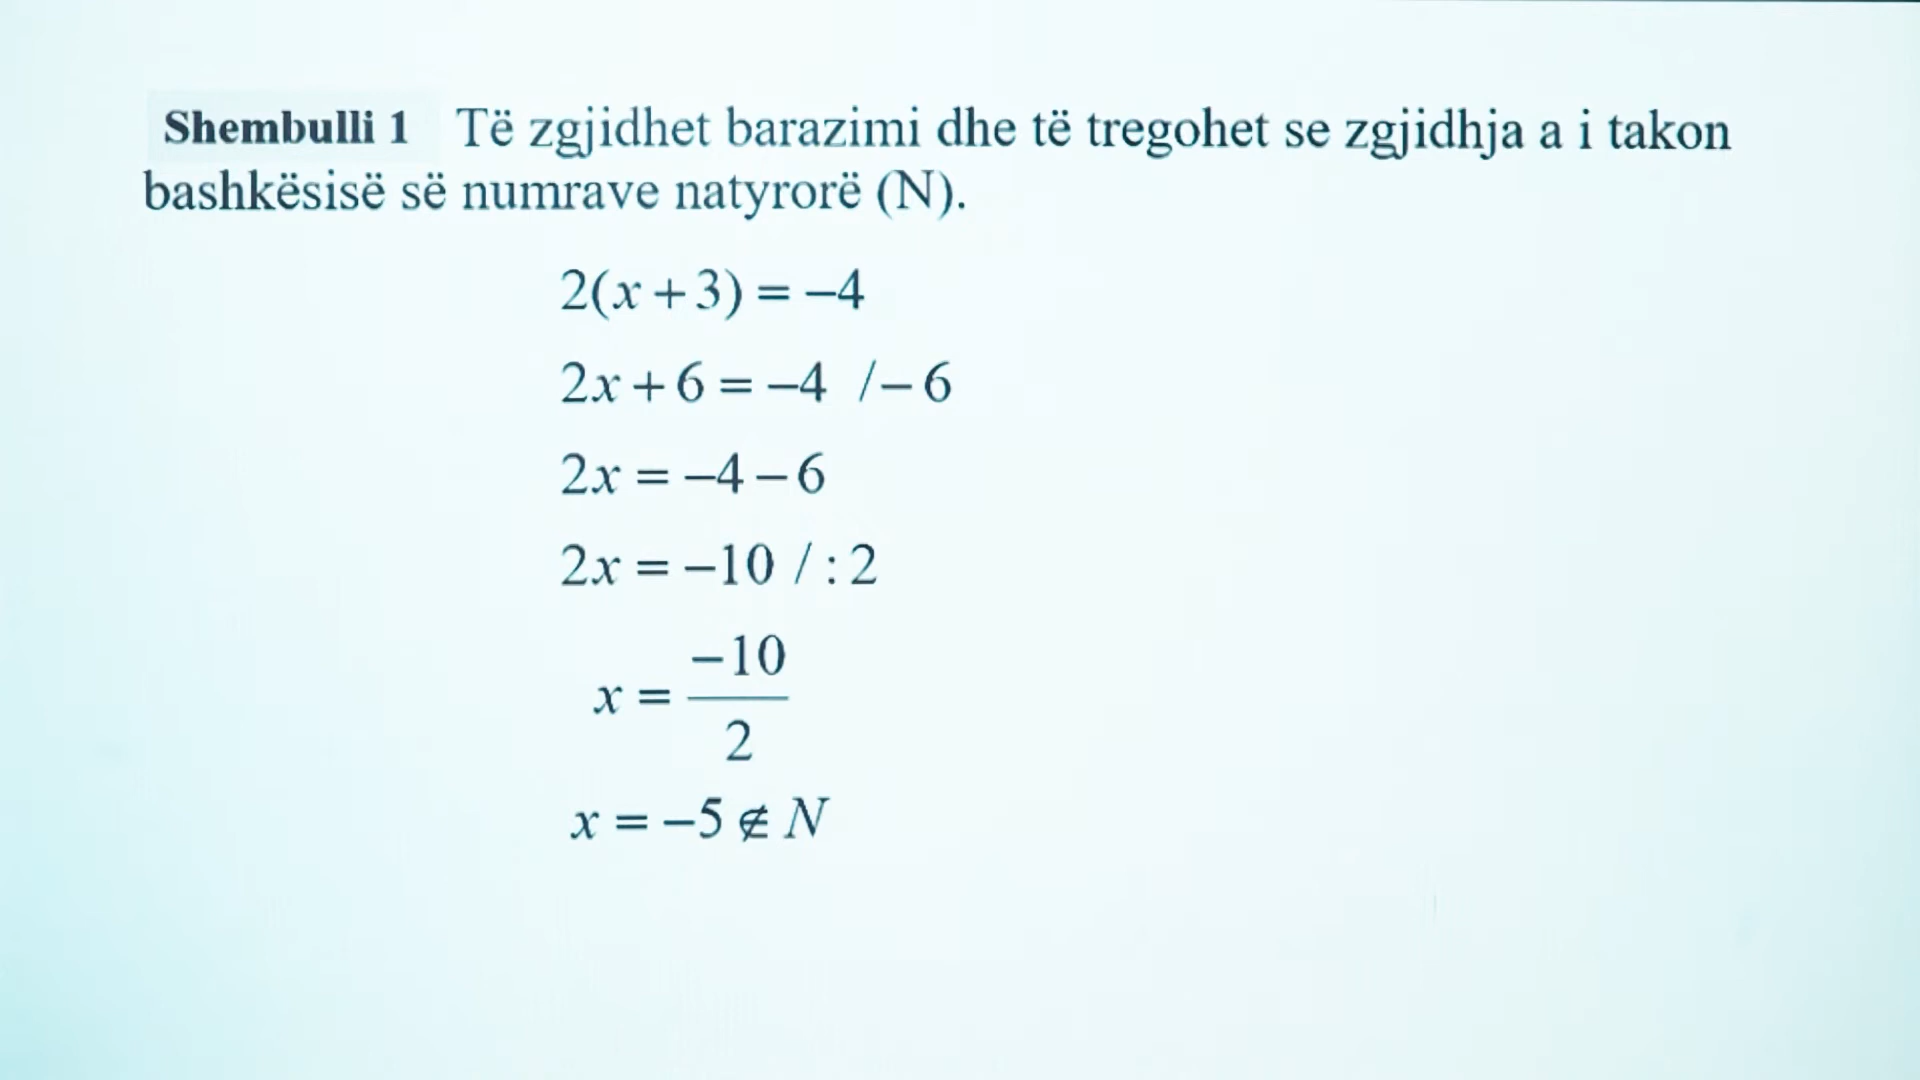 Shembulli 1 Të zgjidhet barazimi dhe të tregohet se zgjidhja a i takon
bashkësisë së numrave natyrorë (N).
2(x+3) = −4
2x + 6 = −4 /− 6
2x = −4 − 6
2x = −10 / : 2
x = −10/2
x = −5 ∉ N